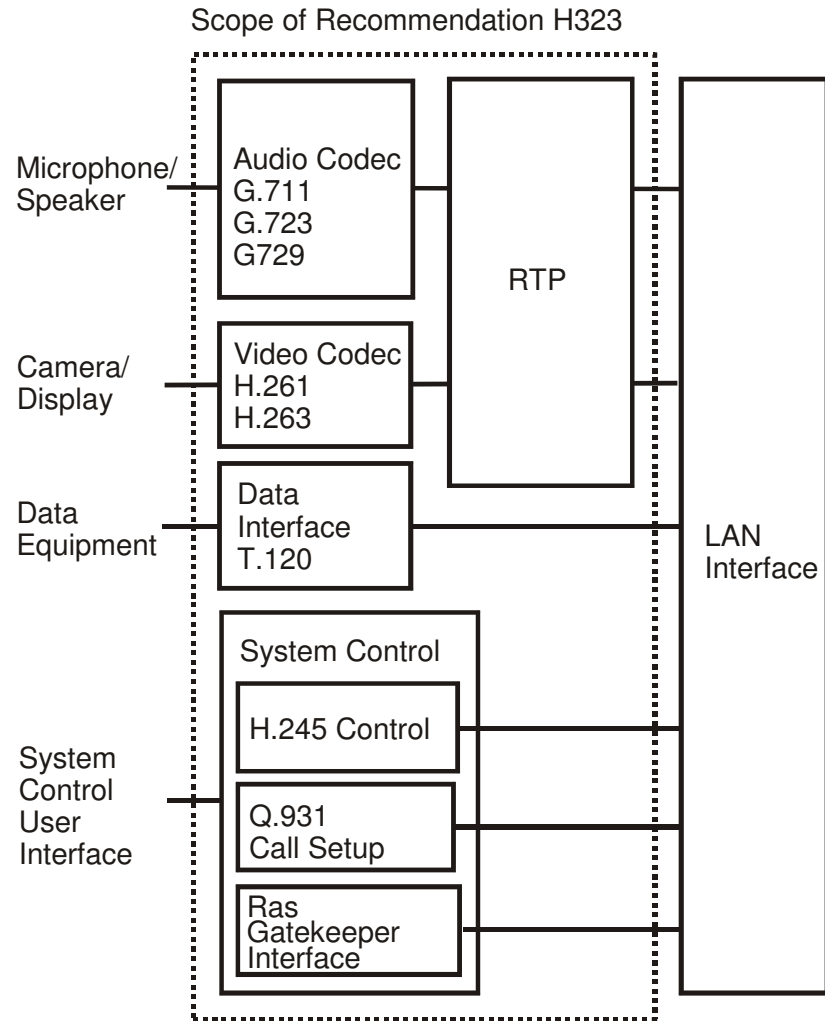 Scope of Recommendation H323
Microphone/
Speaker
Audio Codec
G.711
G.723
G729
RTP
Camera/
Display
Video Codec
H.261
H.263
Data
Equipment
Data
Interface
T.120
LAN
Interface
System Control
H.245 Control
System
Control
User
Interface
Q.931
Call Setup
Ras
Gatekeeper
Interface